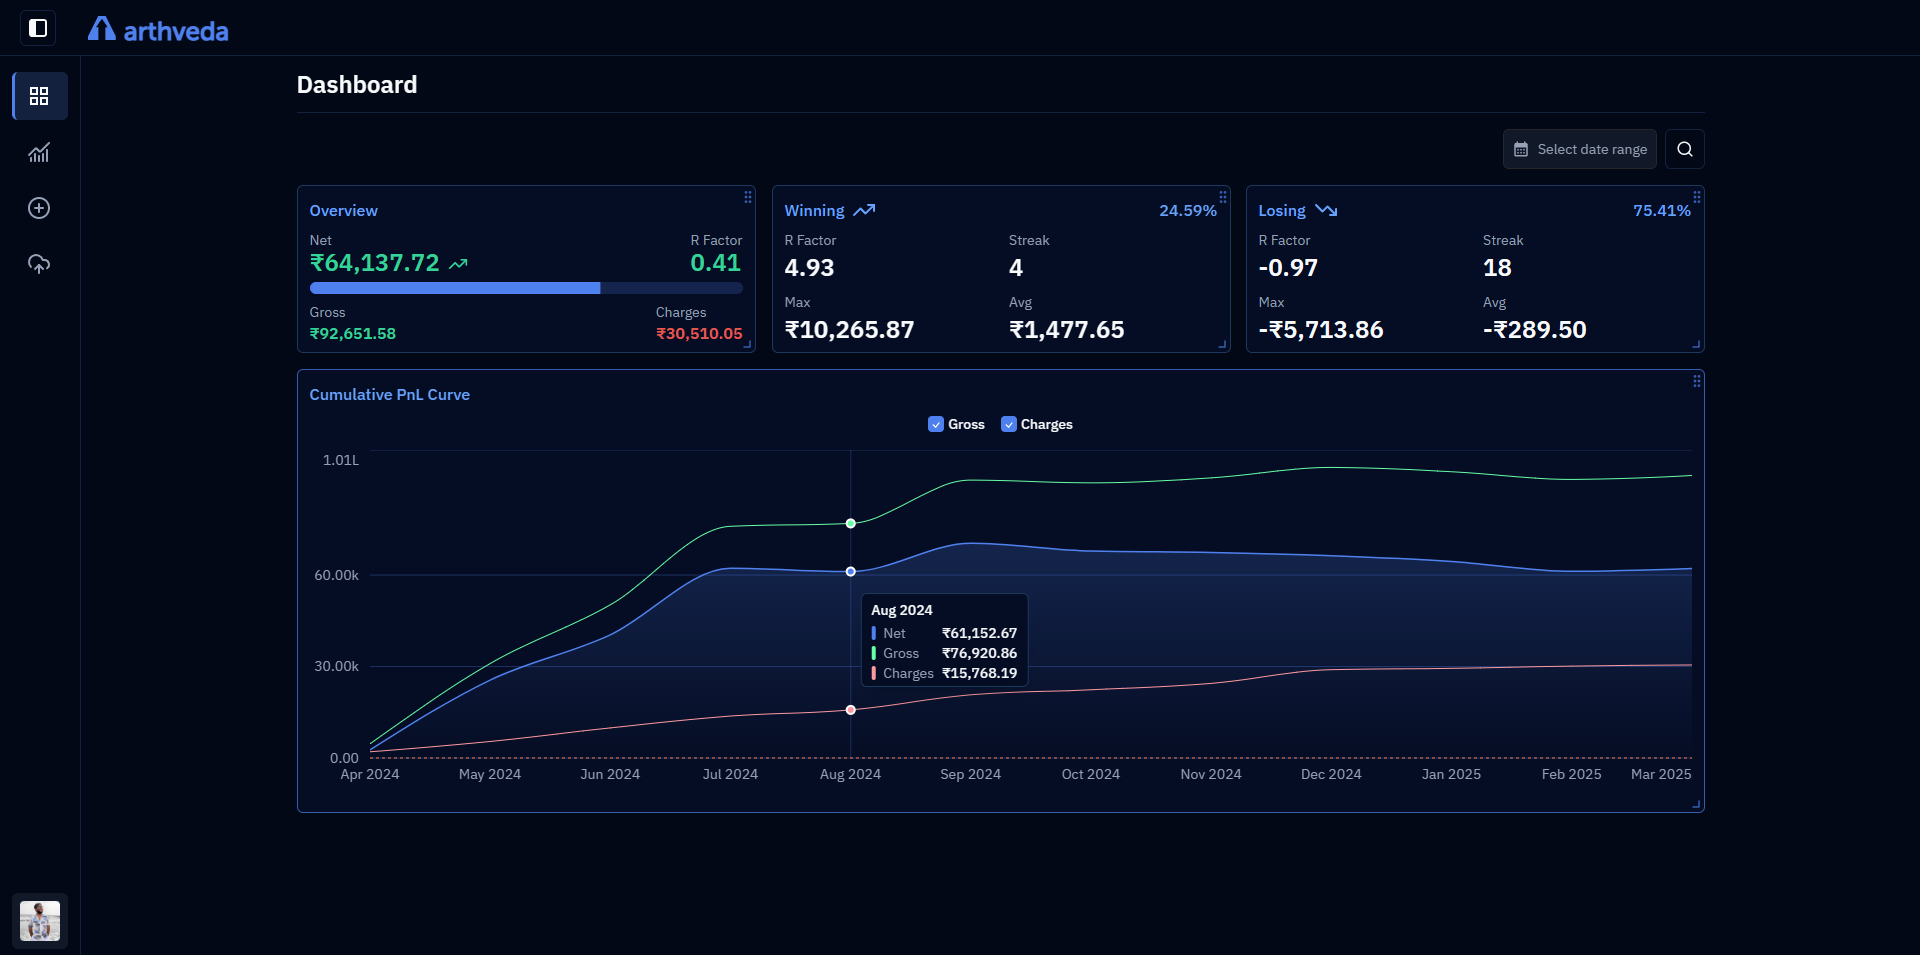 arthveda
Dashboard
Select date range
Overview
Net
R Factor
₹64,137.72
0.41
Gross
Charges
₹92,651.58
₹30,510.05
Winning
24.59%
R Factor
Streak
4.93
4
Max
Avg
₹10,265.87
₹1,477.65
Losing
75.41%
R Factor
Streak
-0.97
18
Max
Avg
-₹5,713.86
-₹289.50
Cumulative PnL Curve
Gross Charges
1.01L
60.00k
30.00k
0.00
Aug 2024
Net ₹61,152.67
Gross ₹76,920.86
Charges ₹15,768.19
Apr 2024 May 2024 Jun 2024 Jul 2024 Aug 2024 Sep 2024 Oct 2024 Nov 2024 Dec 2024 Jan 2025 Feb 2025 Mar 2025